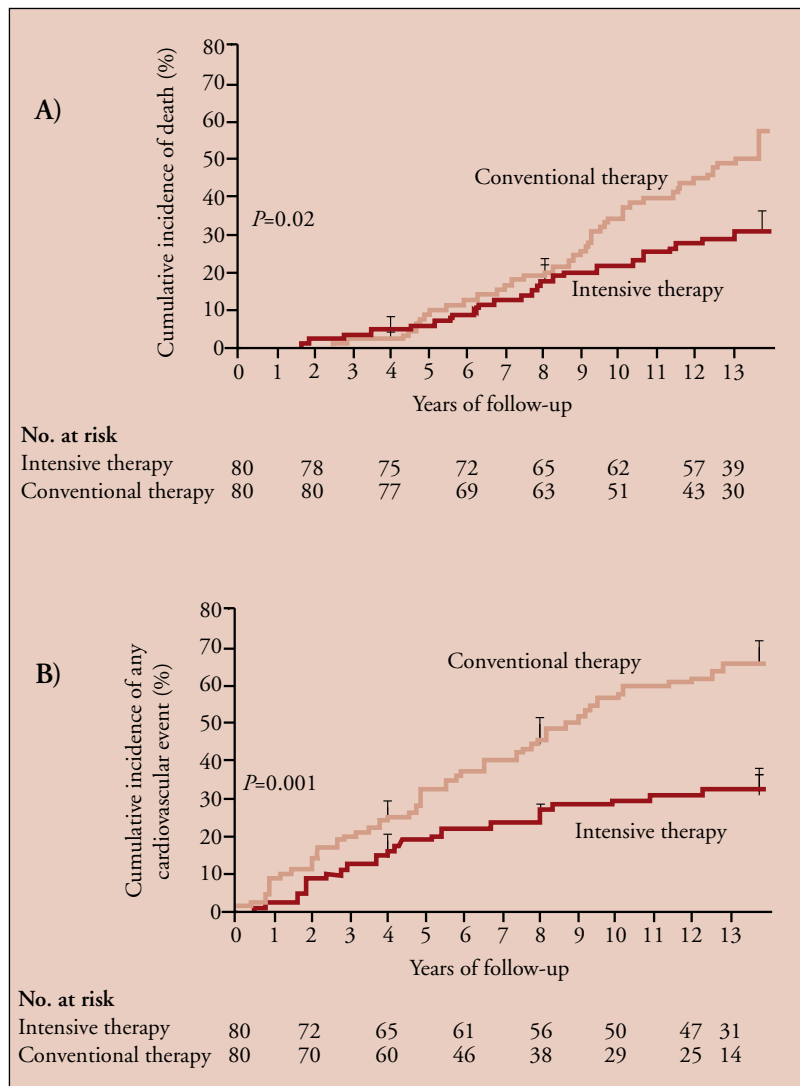 A)
Cumulative incidence of death (%)
80
70
60
50
40
30
20
10
0
Conventional therapy
P=0.02
Intensive therapy
0 1 2 3 4 5 6 7 8 9 10 11 12 13
Years of follow-up
No. at risk
Intensive therapy 80 78 75 72 65 62 57 39
Conventional therapy 80 80 77 69 63 51 43 30
B)
Cumulative incidence of any
cardiovascular event (%)
80
70
60
50
40
30
20
10
0
Conventional therapy
P=0.001
Intensive therapy
0 1 2 3 4 5 6 7 8 9 10 11 12 13
Years of follow-up
No. at risk
Intensive therapy 80 72 65 61 56 50 47 31
Conventional therapy 80 70 60 46 38 29 25 14